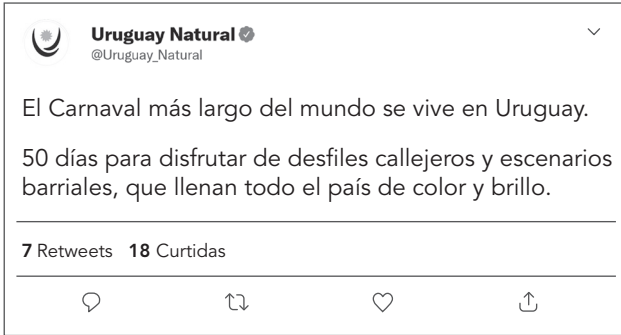 Uruguay Natural
@Uruguay_Natural
El Carnaval más largo del mundo se vive en Uruguay.
50 días para disfrutar de desfiles callejeros y escenarios
barriales, que llenan todo el país de color y brillo.
7 Retweets 18 Curtidas